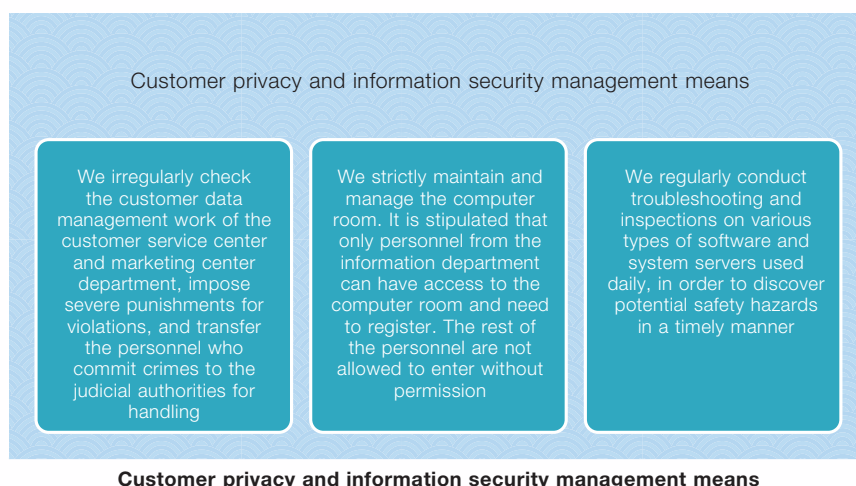 Customer privacy and information security management means
We irregularly check
the customer data
management work of the
customer service center
and marketing center
department, impose
severe punishments for
violations, and transfer
the personnel who
commit crimes to the
judicial authorities for
handling
We strictly maintain and
manage the computer
room. It is stipulated that
only personnel from the
information department
can have access to the
computer room and need
to register. The rest of
the personnel are not
allowed to enter without
permission
We regularly conduct
troubleshooting and
inspections on various
types of software and
system servers used
daily, in order to discover
potential safety hazards
in a timely manner
Customer privacy and information security management means